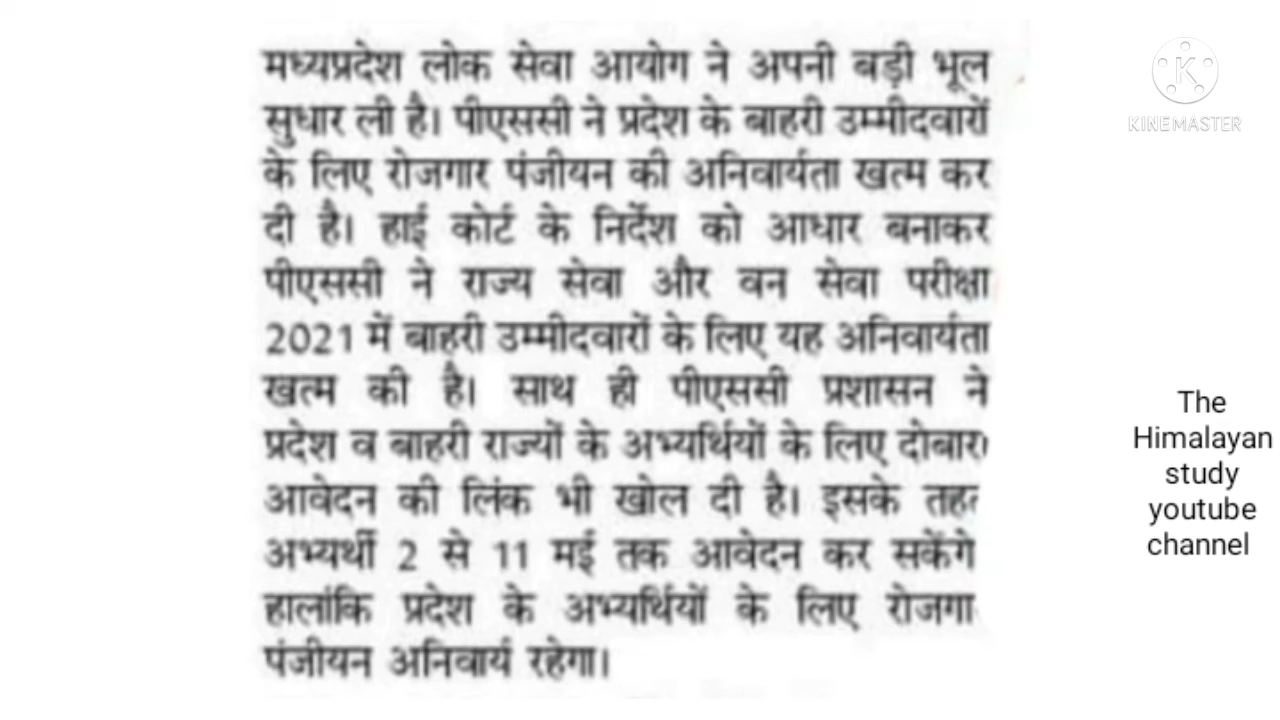 मध्यप्रदेश लोक सेवा आयोग ने अपनी बड़ी भूल
सुधार ली है। पीएससी ने प्रदेश के बाहरी उम्मीदवारों
के लिए रोजगार पंजीयन की अनिवार्यता खत्म कर
दी है। हाई कोर्ट के निर्देश को आधार बनाकर
पीएससी ने राज्य सेवा और वन सेवा परीक्षा
2021 में बाहरी उम्मीदवारों के लिए यह अनिवार्यता
खत्म की है। साथ ही पीएससी प्रशासन ने
प्रदेश व बाहरी राज्यों के अभ्यर्थियों के लिए दोबारा
आवेदन की लिंक भी खोल दी है। इसके तहत
अभ्यर्थी 2 से 11 मई तक आवेदन कर सकेंगे
हालांकि प्रदेश के अभ्यर्थियों के लिए रोजगा
पंजीयन अनिवार्य रहेगा।
K
KINEMASTER
The
Himalayan
study
youtube
channel